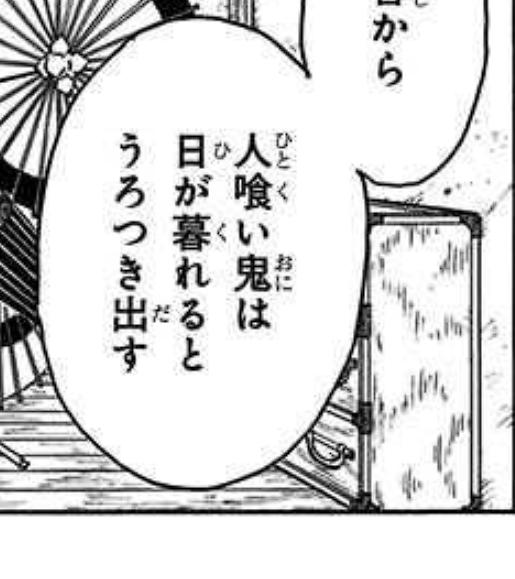 から
人喰い鬼は
日が暮れると
うろつき出す